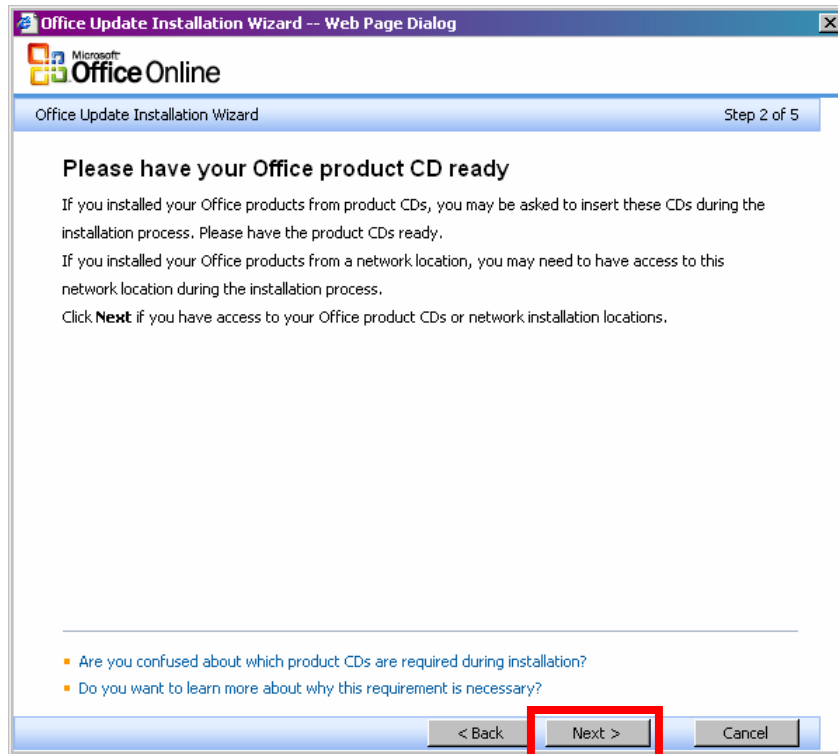 Office Update Installation Wizard -- Web Page Dialog
Microsoft
Office Online
Office Update Installation Wizard Step 2 of 5
Please have your Office product CD ready
If you installed your Office products from product CDs, you may be asked to insert these CDs during the
installation process. Please have the product CDs ready.
If you installed your Office products from a network location, you may need to have access to this
network location during the installation process.
Click Next if you have access to your Office product CDs or network installation locations.
Are you confused about which product CDs are required during installation?
Do you want to learn more about why this requirement is necessary?
< Back Next > Cancel